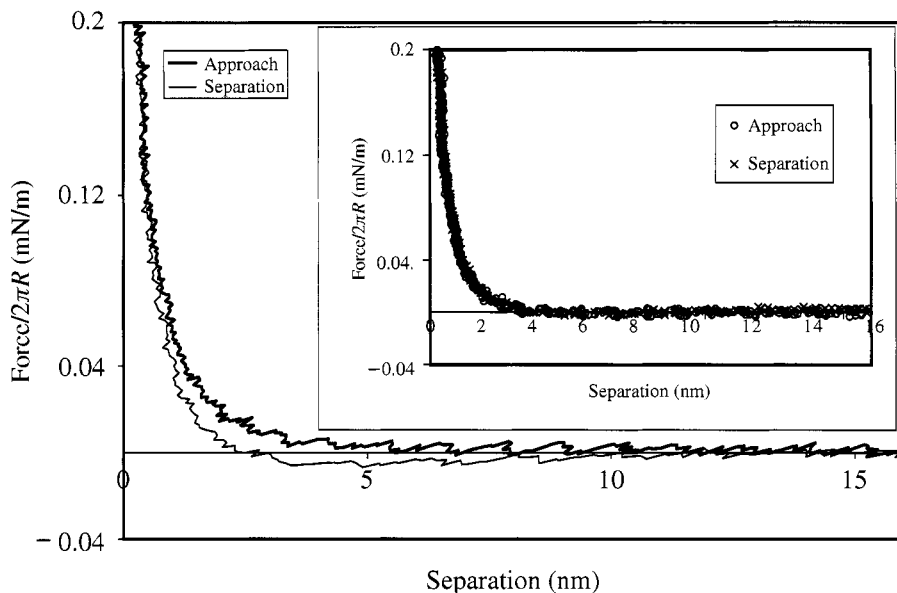 0.2
0.12
0.04
0
−0.04
5
10
15
Force/2πR (mN/m)
Separation (nm)
Approach
Separation
0.2
0.12
0.04.
−0.04
0
2
4
6
8
10
12
14
16
Force/2πR (mN/m)
Separation (nm)
Approach
Separation